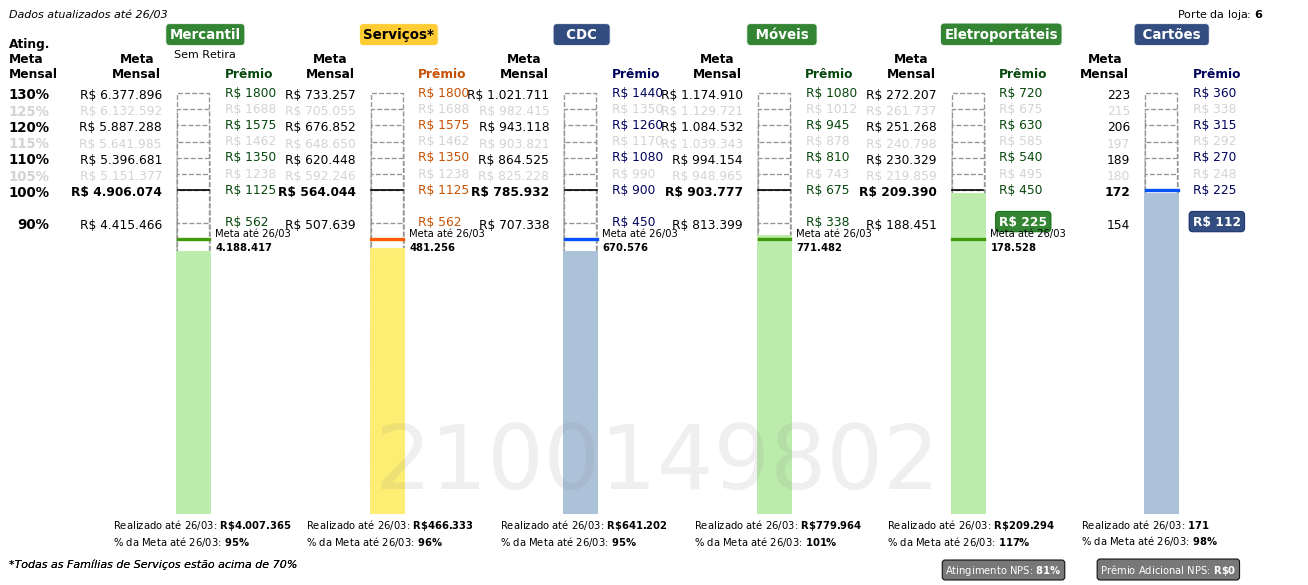 Dados atualizados até 26/03 Porte da loja: 6
Mercantil Serviços* CDC Móveis Eletroportáteis Cartões
Sem Retira
Ating. Meta Mensal Meta Mensal Prêmio Meta Mensal Prêmio Meta Mensal Prêmio Meta Mensal Prêmio Meta Mensal Prêmio Meta Mensal Prêmio
130% R$ 6.377.896 R$ 1800 R$ 733.257 R$ 1800 R$ 1.021.711 R$ 1440 R$ 1.174.910 R$ 1080 R$ 272.207 R$ 720 223 R$ 360
125% R$ 6.132.592 R$ 1688 R$ 705.055 R$ 1688 R$ 982.415 R$ 1350 R$ 1.129.721 R$ 1012 R$ 261.737 R$ 675 215 R$ 338
120% R$ 5.887.288 R$ 1575 R$ 676.852 R$ 1575 R$ 943.118 R$ 1260 R$ 1.084.532 R$ 945 R$ 251.268 R$ 630 206 R$ 315
115% R$ 5.641.985 R$ 1462 R$ 648.650 R$ 1462 R$ 903.821 R$ 1170 R$ 1.039.343 R$ 878 R$ 240.798 R$ 585 197 R$ 292
110% R$ 5.396.681 R$ 1350 R$ 620.448 R$ 1350 R$ 864.525 R$ 1080 R$ 994.154 R$ 810 R$ 230.329 R$ 540 189 R$ 270
105% R$ 5.151.377 R$ 1238 R$ 592.246 R$ 1238 R$ 825.228 R$ 990 R$ 948.965 R$ 743 R$ 219.859 R$ 495 180 R$ 248
100% R$ 4.906.074 R$ 1125 R$ 564.044 R$ 1125 R$ 785.932 R$ 900 R$ 903.777 R$ 675 R$ 209.390 R$ 450 172 R$ 225
90% R$ 4.415.466 R$ 562 R$ 507.639 R$ 562 R$ 707.338 R$ 450 R$ 813.399 R$ 338 R$ 188.451 R$ 225 154 R$ 112
Meta até 26/03 Meta até 26/03 Meta até 26/03 Meta até 26/03 Meta até 26/03
4.188.417 481.256 670.576 771.482 178.528
2100149802
Realizado até 26/03: R$4.007.365 Realizado até 26/03: R$466.333 Realizado até 26/03: R$641.202 Realizado até 26/03: R$779.964 Realizado até 26/03: R$209.294 Realizado até 26/03: 171
% da Meta até 26/03: 95% % da Meta até 26/03: 96% % da Meta até 26/03: 95% % da Meta até 26/03: 101% % da Meta até 26/03: 117% % da Meta até 26/03: 98%
*Todas as Famílias de Serviços estão acima de 70% Atingimento NPS: 81% Prêmio Adicional NPS: R$0